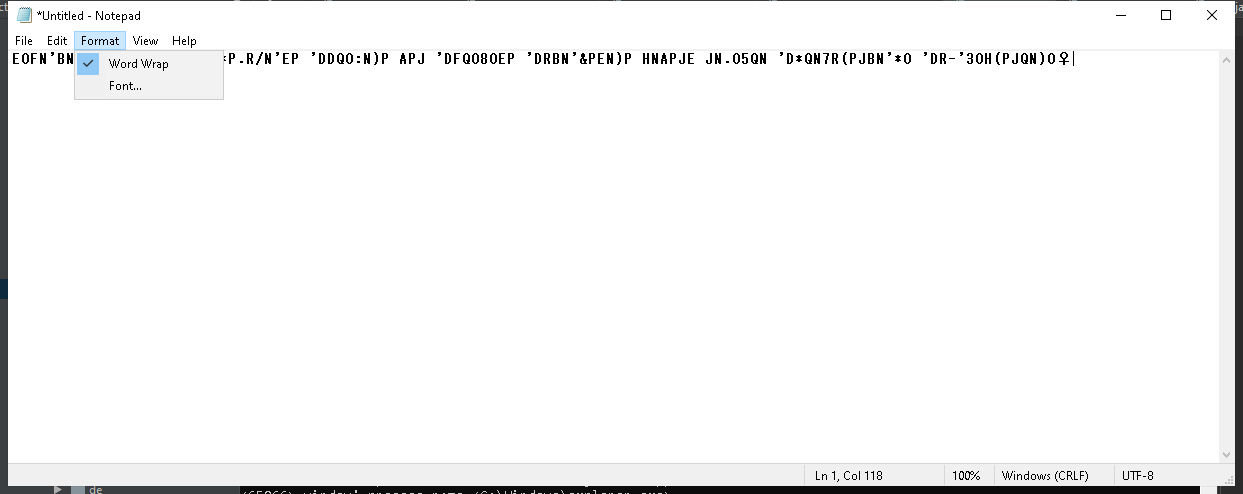 *Untitled - Notepad
File Edit Format View Help
EOFN'BN
*P.R/N'EP 'DDQO:N)P APJ 'DFQO8OEP 'DRBN'&PEN)P HNAPJE JN.O5QN 'D*QN7R(PJBN'*O 'DR-'3OH(PJQN)O♀
Word Wrap
Font...
Ln 1, Col 118 100% Windows (CRLF) UTF-8
de